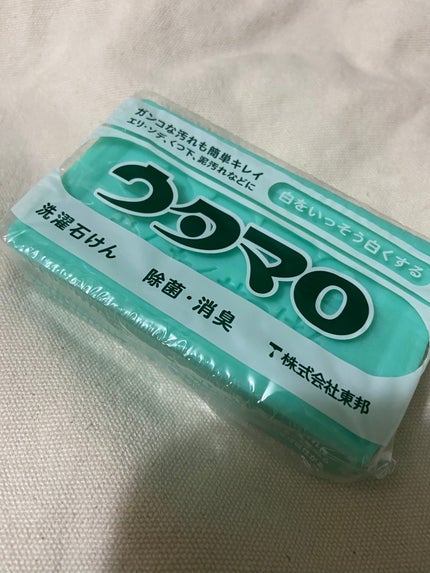 ガンコな汚れも簡単キレイ
エリ・ソデ、くつ下、泥汚れなどに
白をいっそう白くする
ウタマロ
洗濯石けん
除菌・消臭
株式会社東邦